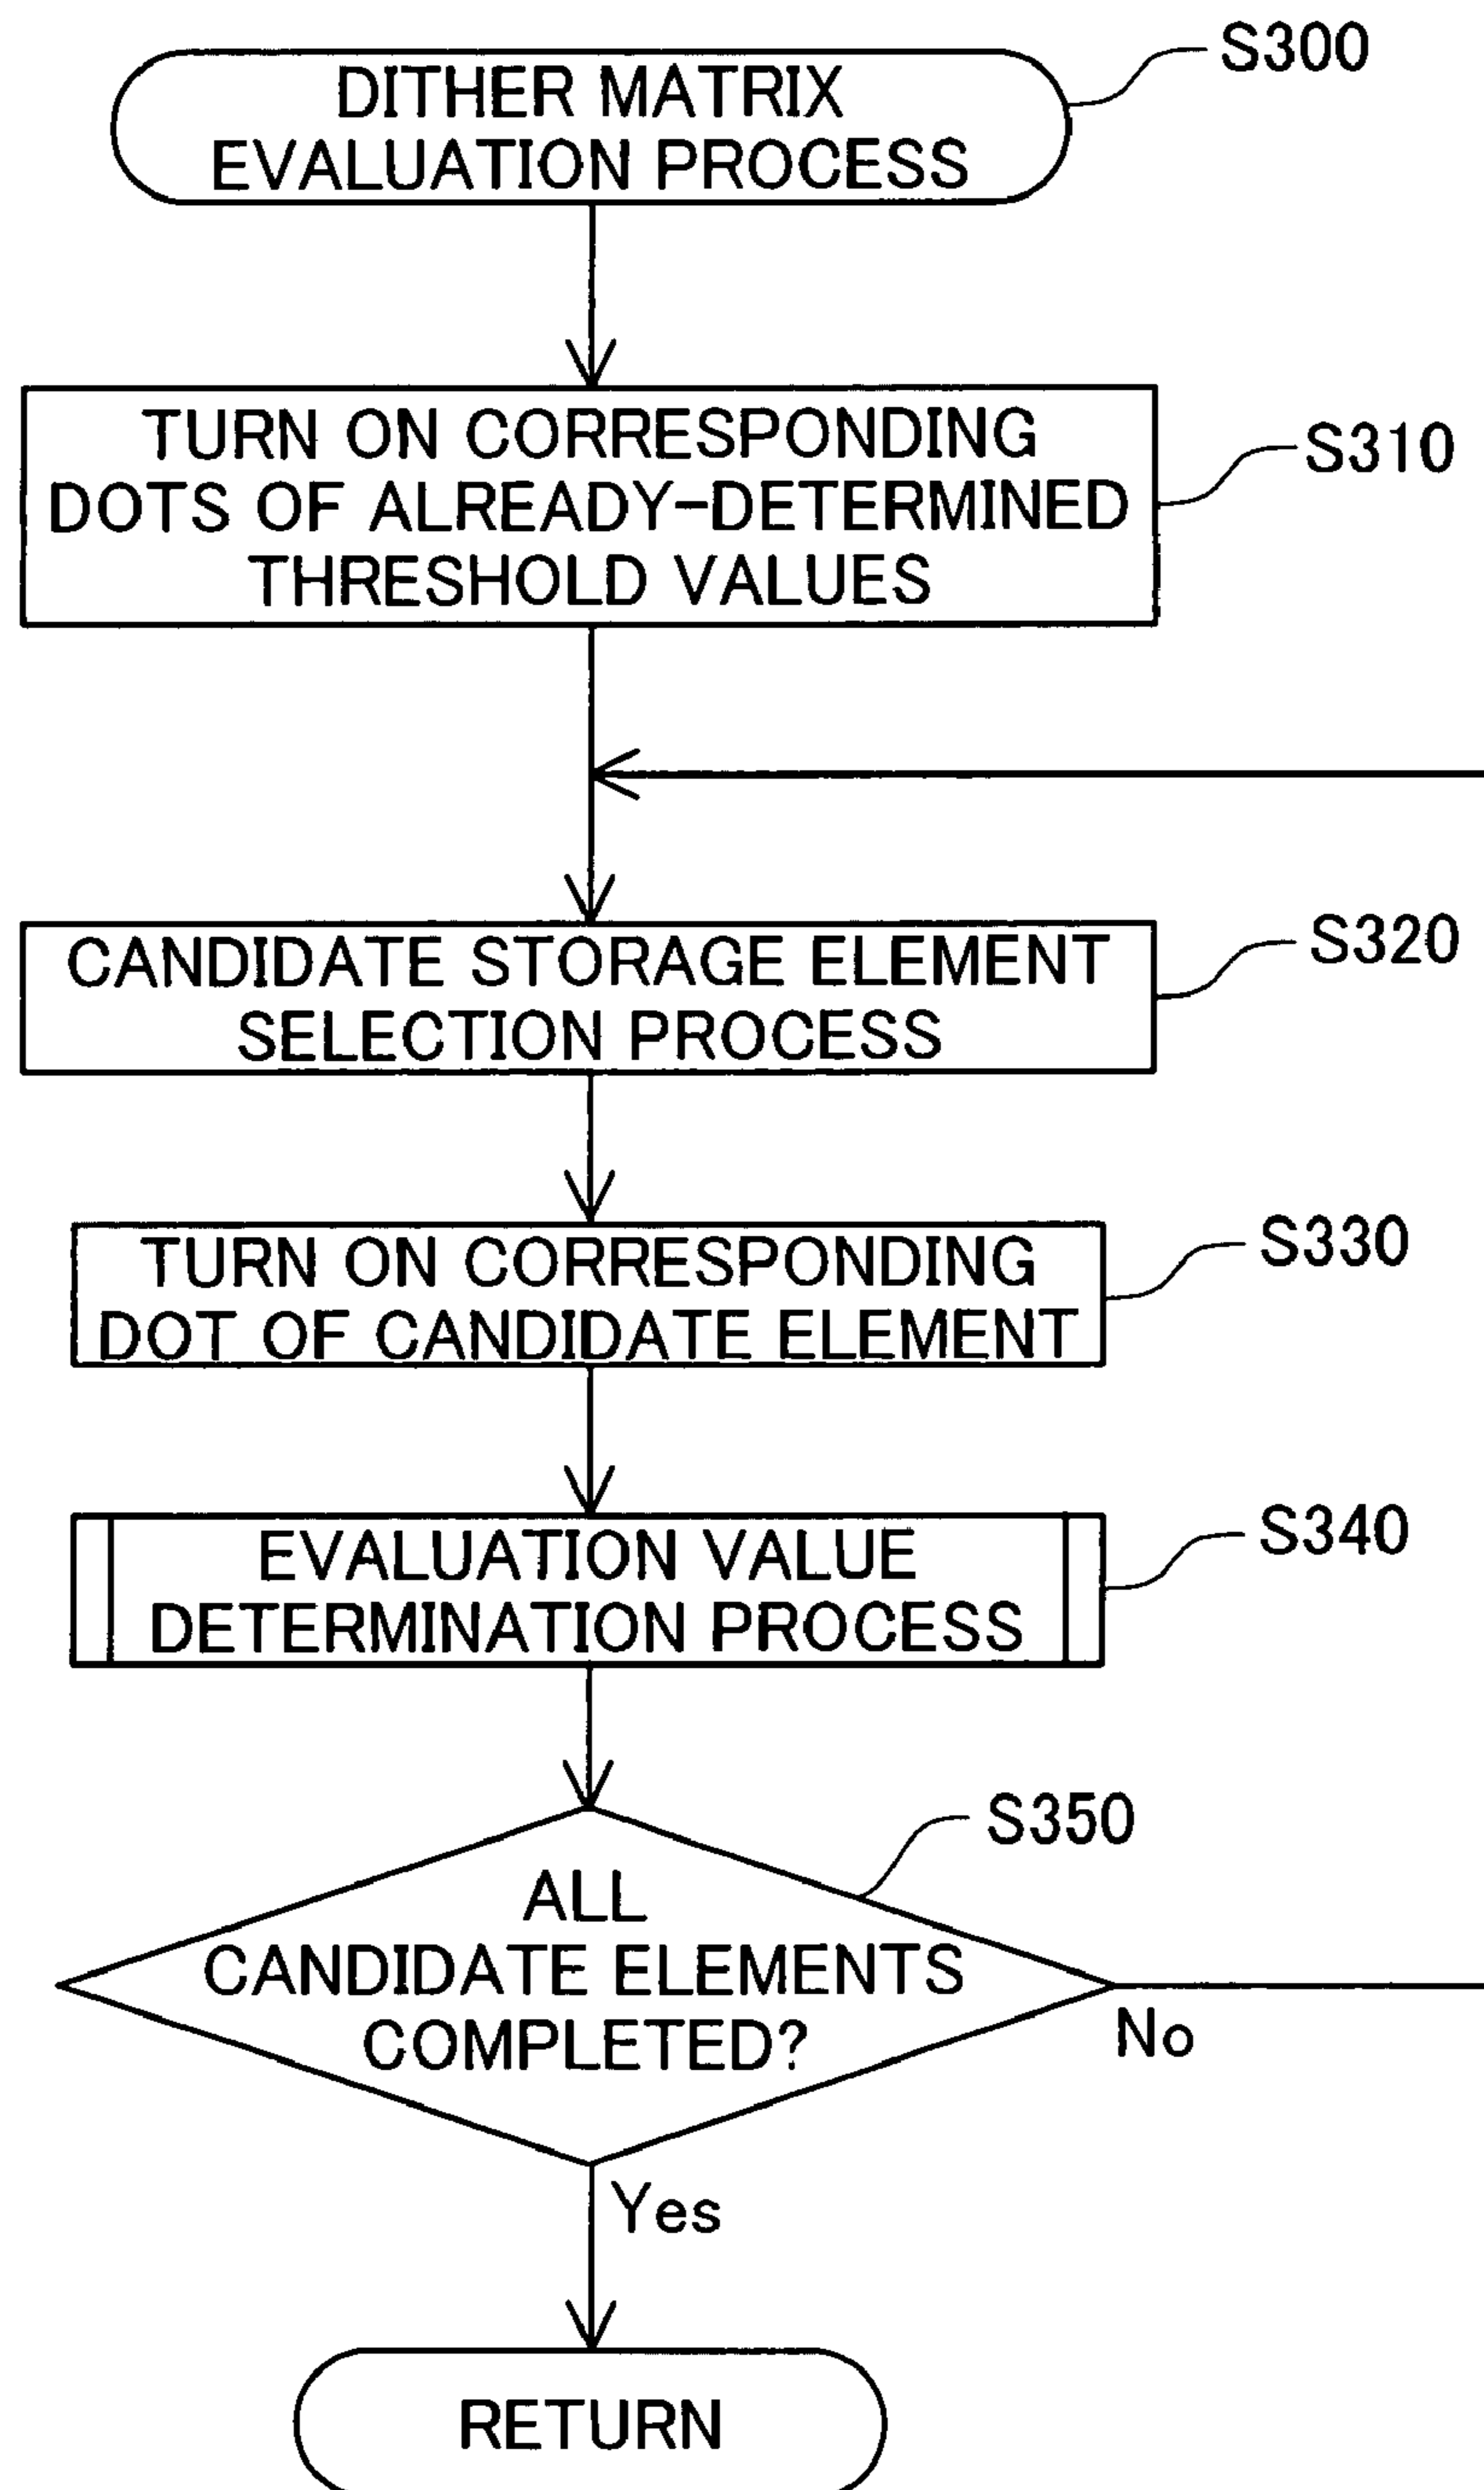 S300
DITHER MATRIX
EVALUATION PROCESS
TURN ON CORRESPONDING
DOTS OF ALREADY-DETERMINED
THRESHOLD VALUES
S310
CANDIDATE STORAGE ELEMENT
SELECTION PROCESS
S320
TURN ON CORRESPONDING
DOT OF CANDIDATE ELEMENT
S330
EVALUATION VALUE
DETERMINATION PROCESS
S340
S350
ALL
CANDIDATE ELEMENTS
COMPLETED?
No
Yes
RETURN